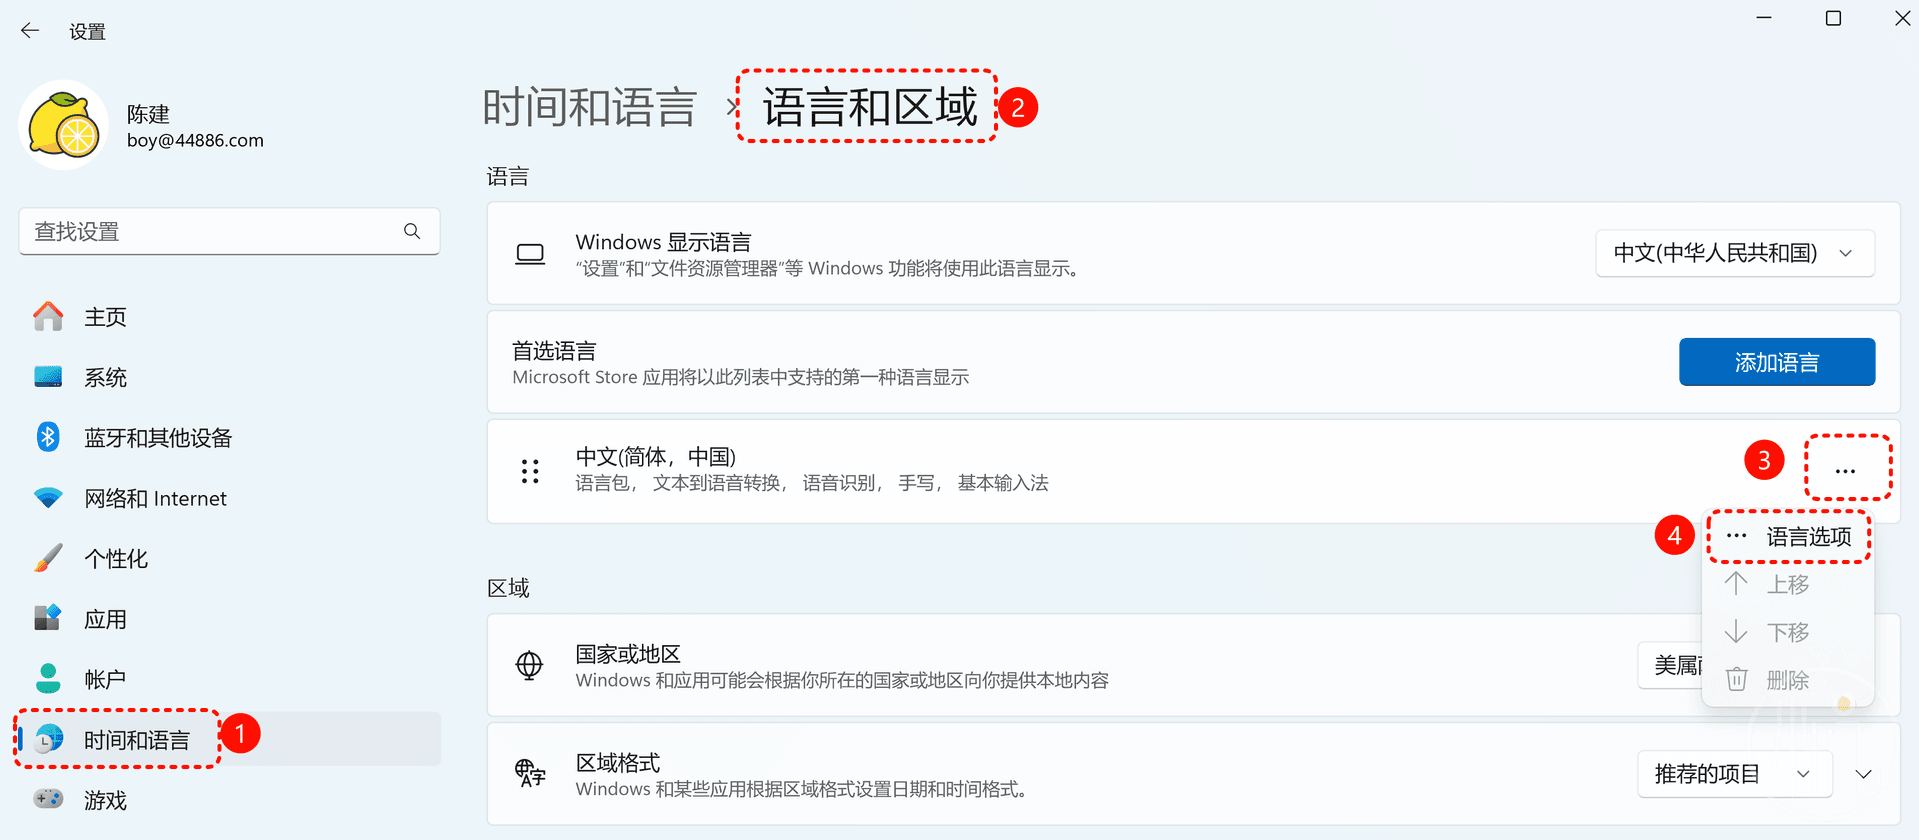 设置
陈建
boy@44886.com
查找设置
主页
系统
蓝牙和其他设备
网络和 Internet
个性化
应用
帐户
时间和语言
1
游戏
时间和语言 › 语言和区域
2
语言
Windows 显示语言
“设置”和“文件资源管理器”等 Windows 功能将使用此语言显示。
中文(中华人民共和国)
首选语言
Microsoft Store 应用将以此列表中支持的第一种语言显示
添加语言
中文(简体，中国)
语言包， 文本到语音转换， 语音识别， 手写， 基本输入法
3
...
4
... 语言选项
上移
下移
删除
区域
国家或地区
Windows 和应用可能会根据你所在的国家或地区向你提供本地内容
美属
区域格式
Windows 和某些应用根据区域格式设置日期和时间格式。
推荐的项目